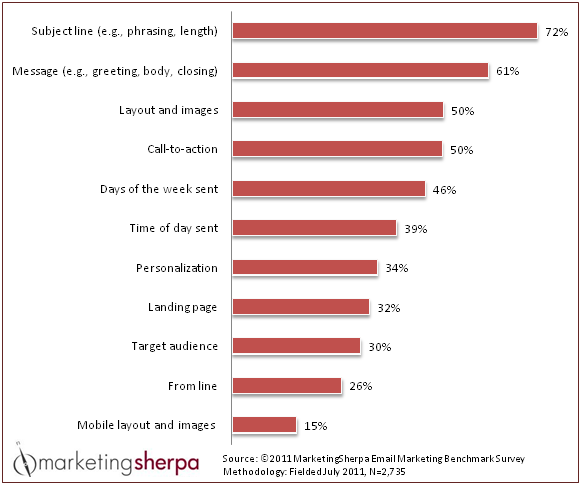 Subject line (e.g., phrasing, length) 72%
Message (e.g., greeting, body, closing) 61%
Layout and images 50%
Call-to-action 50%
Days of the week sent 46%
Time of day sent 39%
Personalization 34%
Landing page 32%
Target audience 30%
From line 26%
Mobile layout and images 15%
marketingsherpa
Source: ©2011 MarketingSherpa Email Marketing Benchmark Survey
Methodology: Fielded July 2011, N=2,735